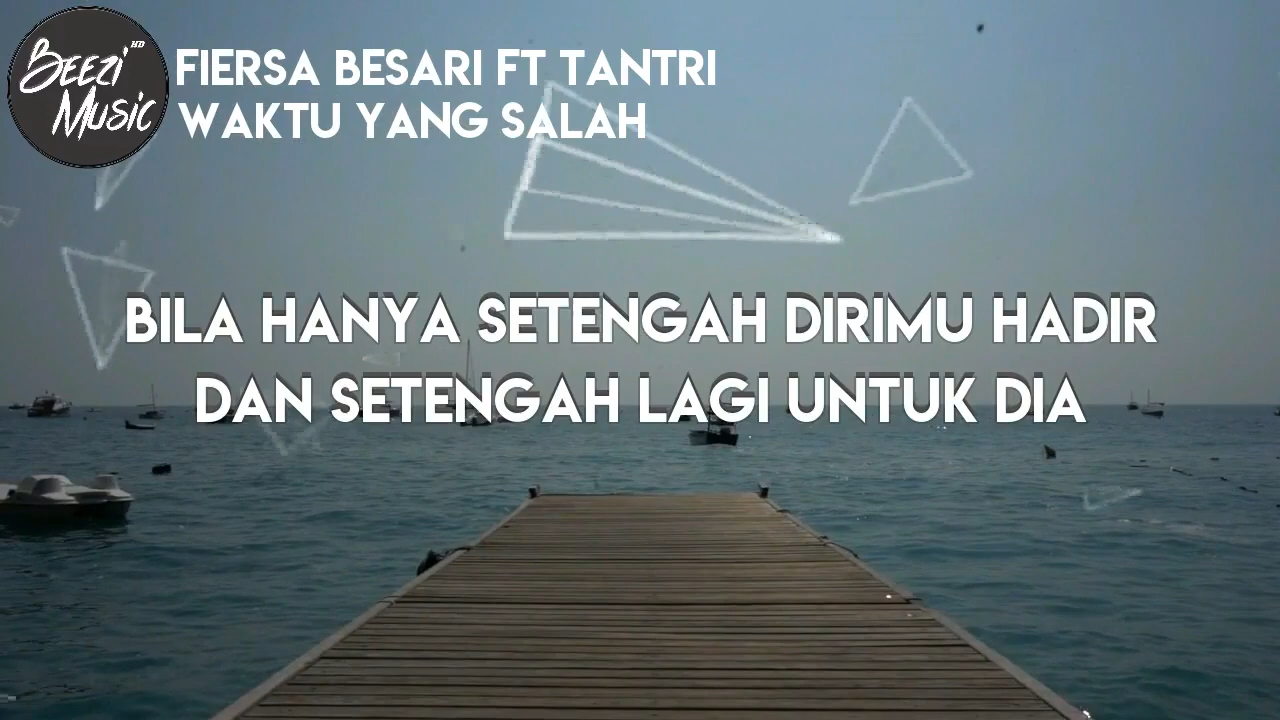 Beezi HD
Music
FIERSA BESARI FT TANTRI
WAKTU YANG SALAH
BILA HANYA SETENGAH DIRIMU HADIR
DAN SETENGAH LAGI UNTUK DIA